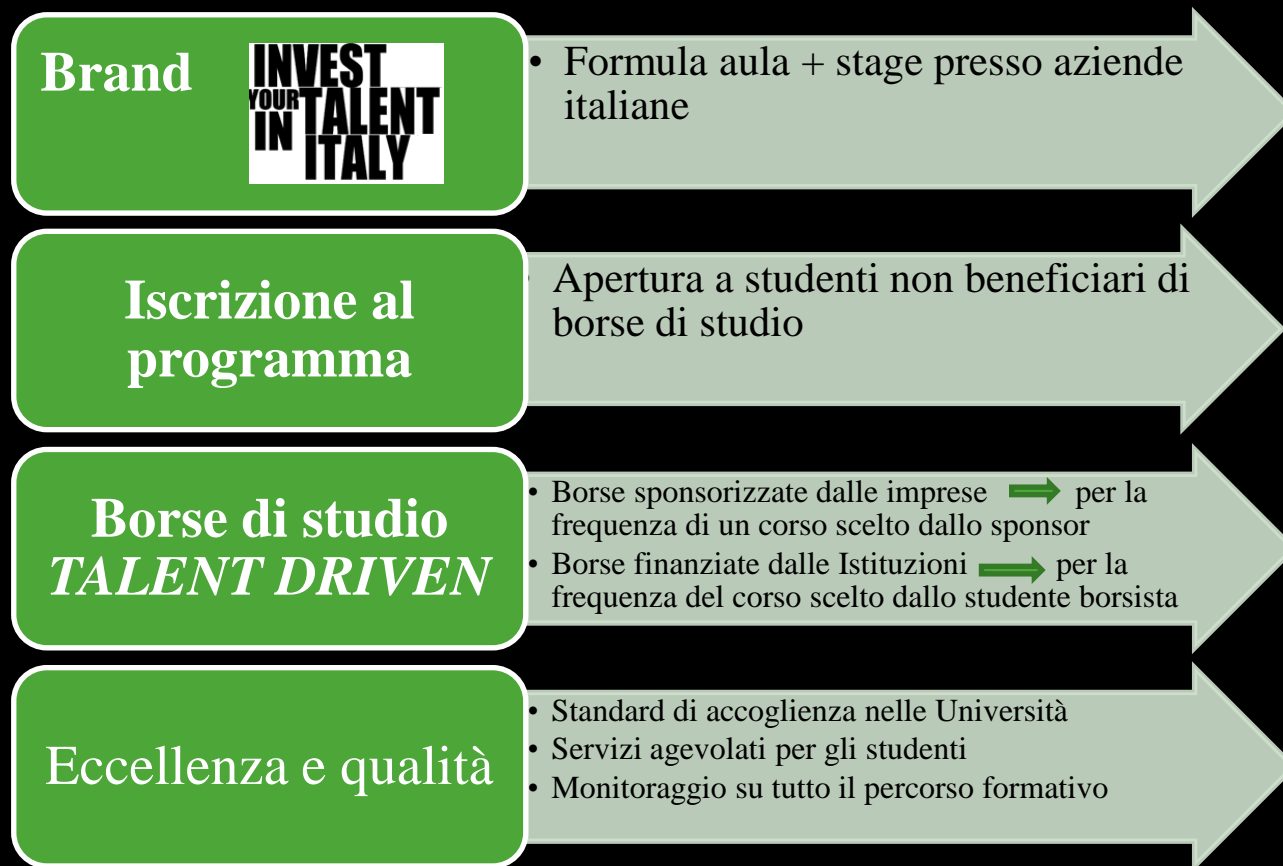 Brand
INVEST
YOUR TALENT
IN ITALY
• Formula aula + stage presso aziende
italiane
Iscrizione al
programma
• Apertura a studenti non beneficiari di
borse di studio
Borse di studio
TALENT DRIVEN
• Borse sponsorizzate dalle imprese per la
frequenza di un corso scelto dallo sponsor
• Borse finanziate dalle Istituzioni per la
frequenza del corso scelto dallo studente borsista
Eccellenza e qualità
• Standard di accoglienza nelle Università
• Servizi agevolati per gli studenti
• Monitoraggio su tutto il percorso formativo